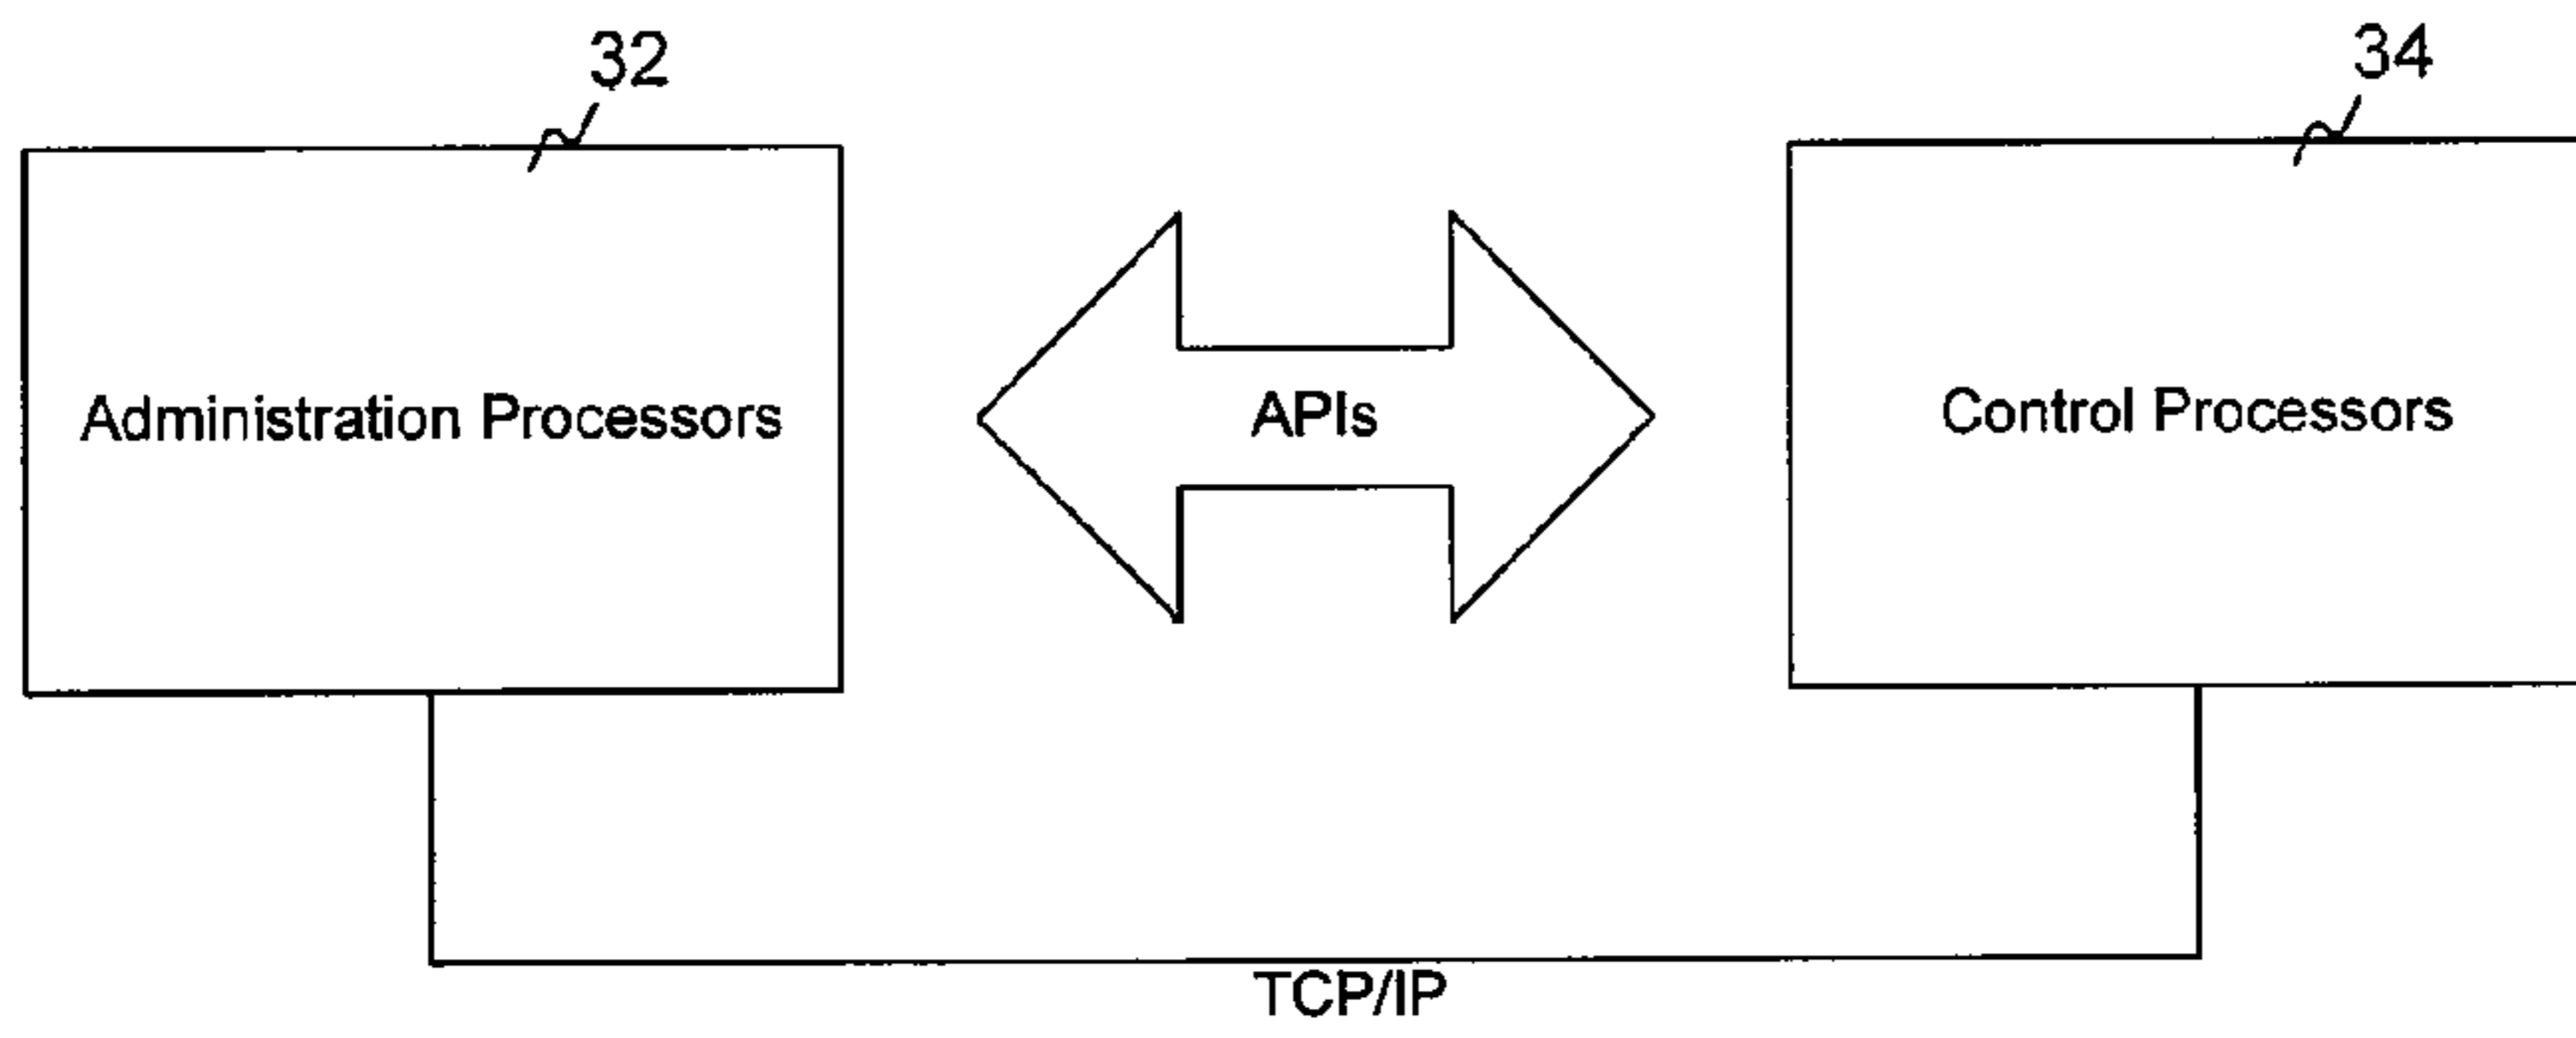 32
34
Administration Processors
APIs
Control Processors
TCP/IP